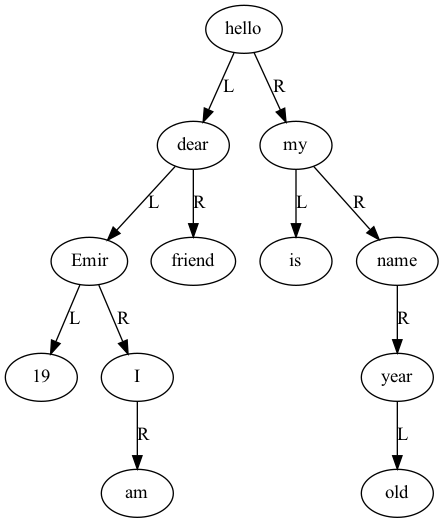 hello
L R
dear my
L R L R
Emir friend is name
L R R
19 I year
R L
am old